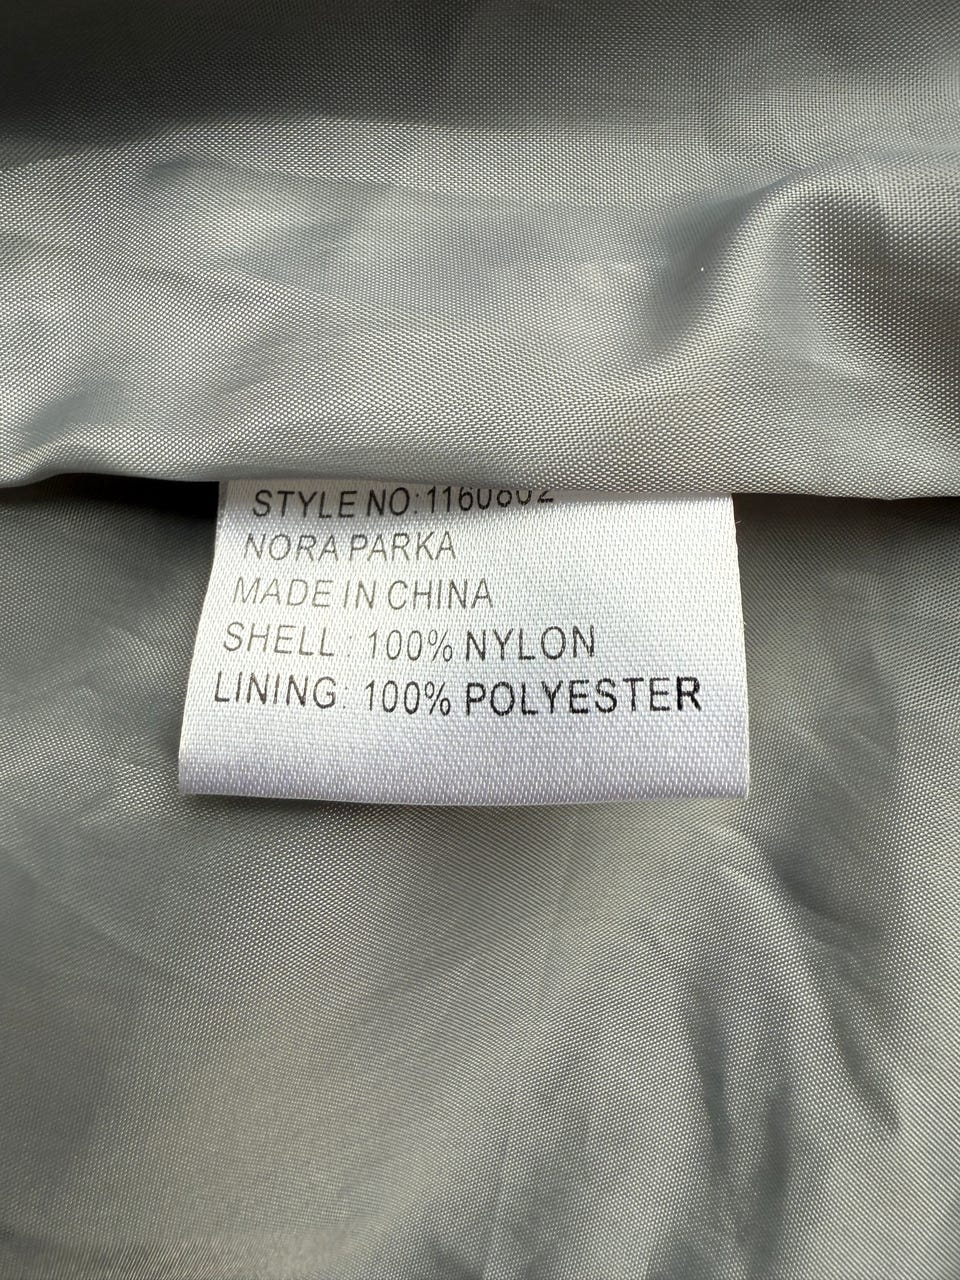 STYLE NO:
NORA PARKA
MADE IN CHINA
SHELL : 100% NYLON
LINING: 100% POLYESTER